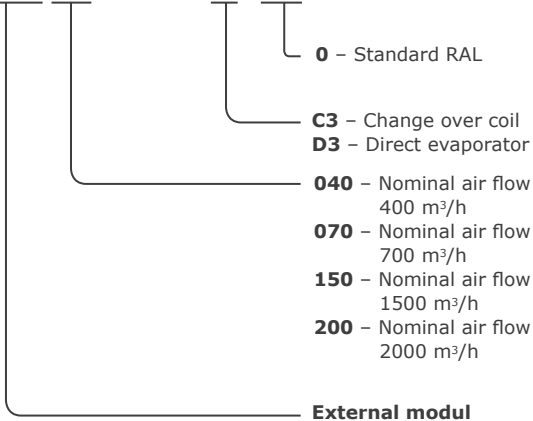 0 – Standard RAL
C3 – Change over coil
D3 – Direct evaporator
040 – Nominal air flow
400 m³/h
070 – Nominal air flow
700 m³/h
150 – Nominal air flow
1500 m³/h
200 – Nominal air flow
2000 m³/h
External modul